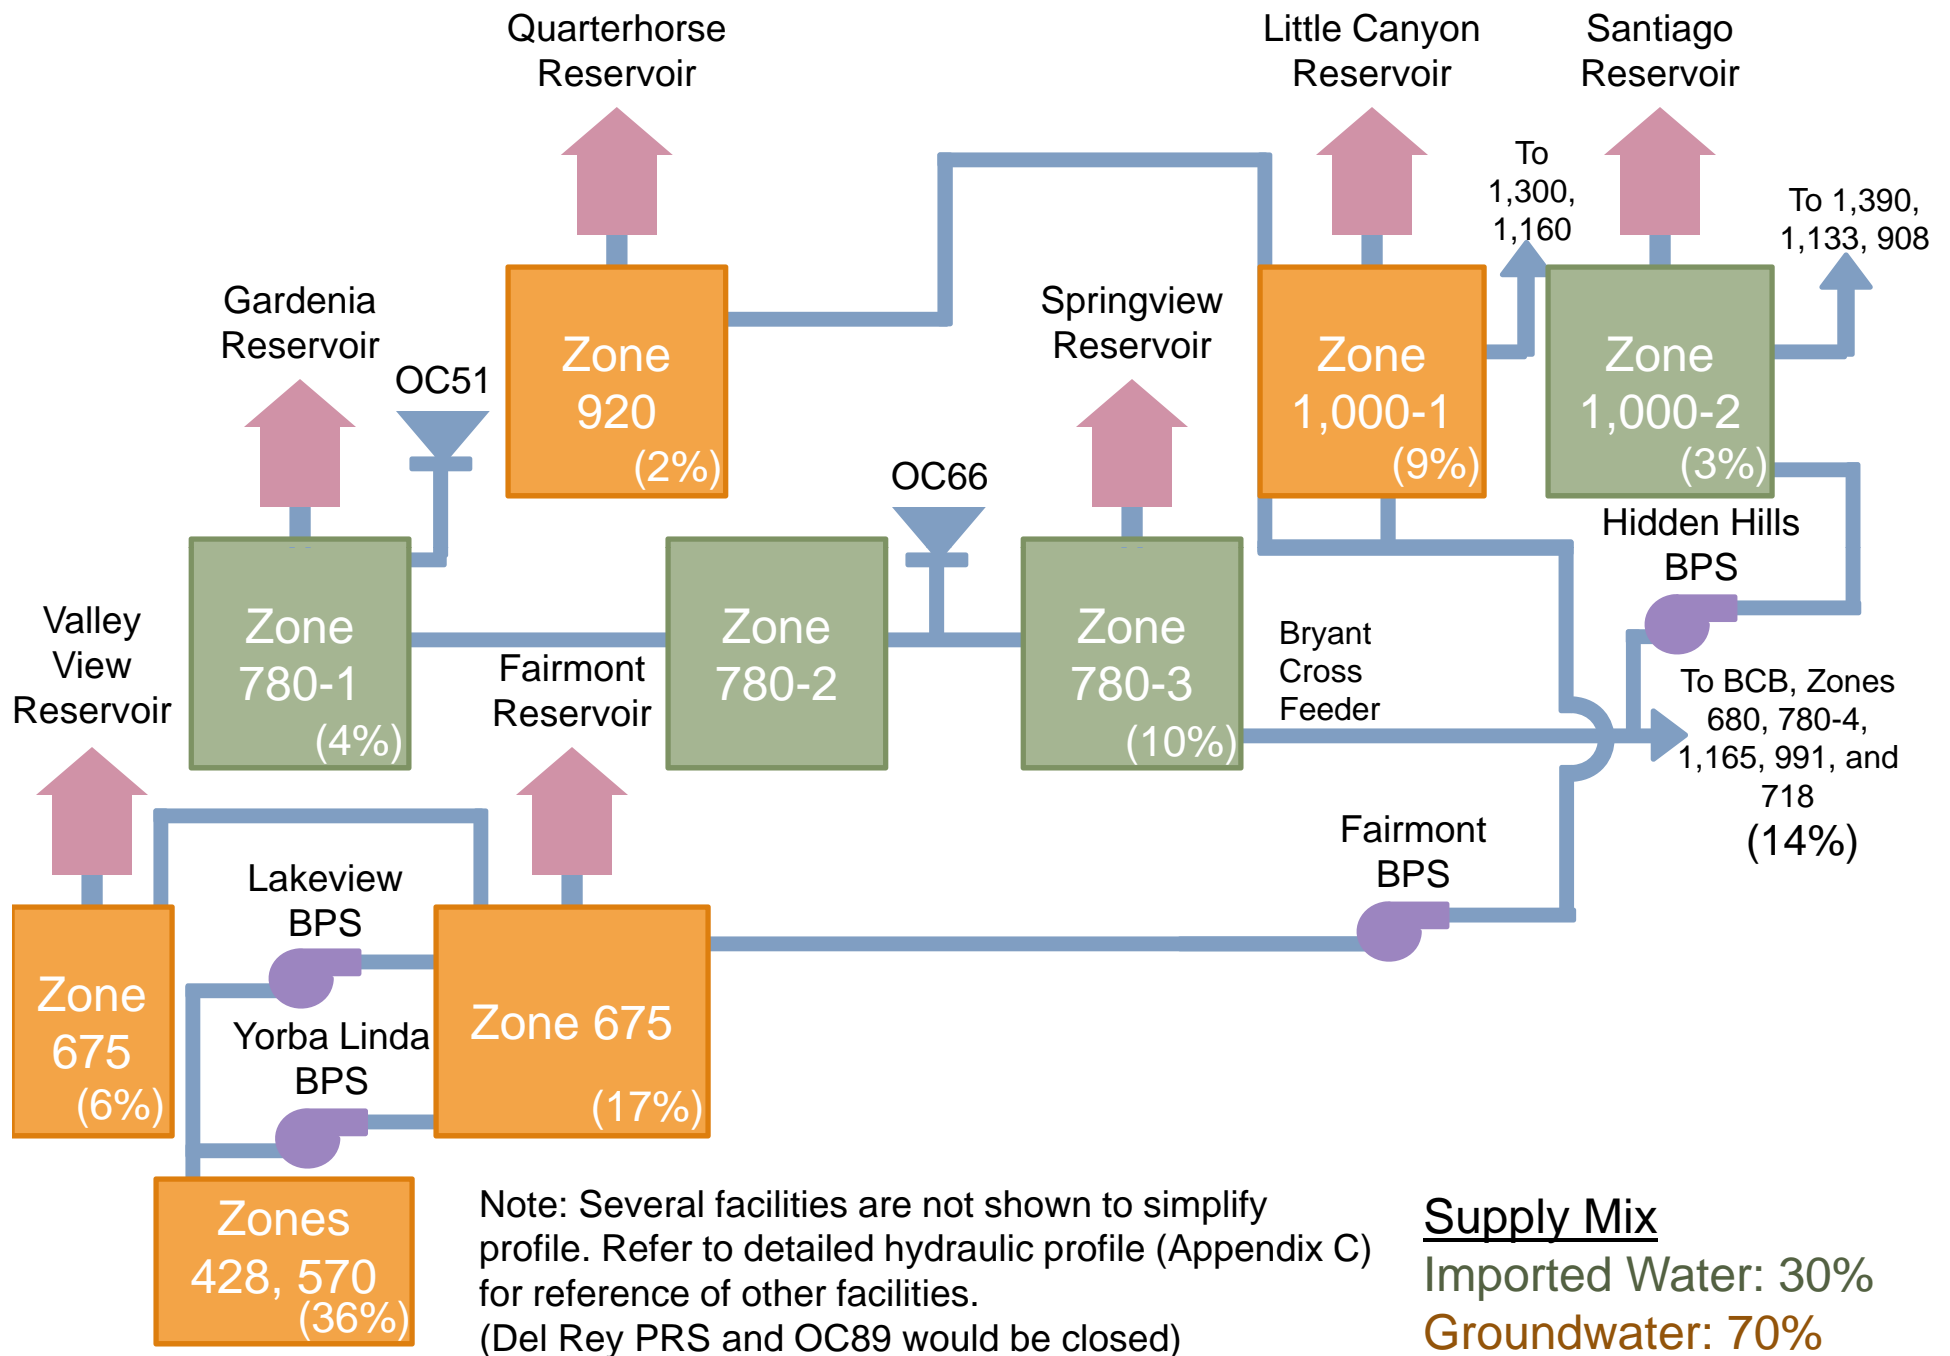 Quarterhorse
Reservoir
Little Canyon
Reservoir
Santiago
Reservoir
To
1,300,
1,160
To 1,390,
1,133, 908
Gardenia
Reservoir
OC51
Zone
920
(2%)
Springview
Reservoir
Zone
1,000-1
(9%)
Zone
1,000-2
(3%)
OC66
Hidden Hills
BPS
Valley
View
Reservoir
Zone
780-1
(4%)
Fairmont
Reservoir
Zone
780-2
Zone
780-3
(10%)
Bryant
Cross
Feeder
To BCB, Zones
680, 780-4,
1,165, 991, and
718
(14%)
Fairmont
BPS
Lakeview
BPS
Zone
675
(6%)
Yorba Linda
BPS
Zone 675
(17%)
Zones
428, 570
(36%)
Note: Several facilities are not shown to simplify
profile. Refer to detailed hydraulic profile (Appendix C)
for reference of other facilities.
(Del Rey PRS and OC89 would be closed)
Supply Mix
Imported Water: 30%
Groundwater: 70%